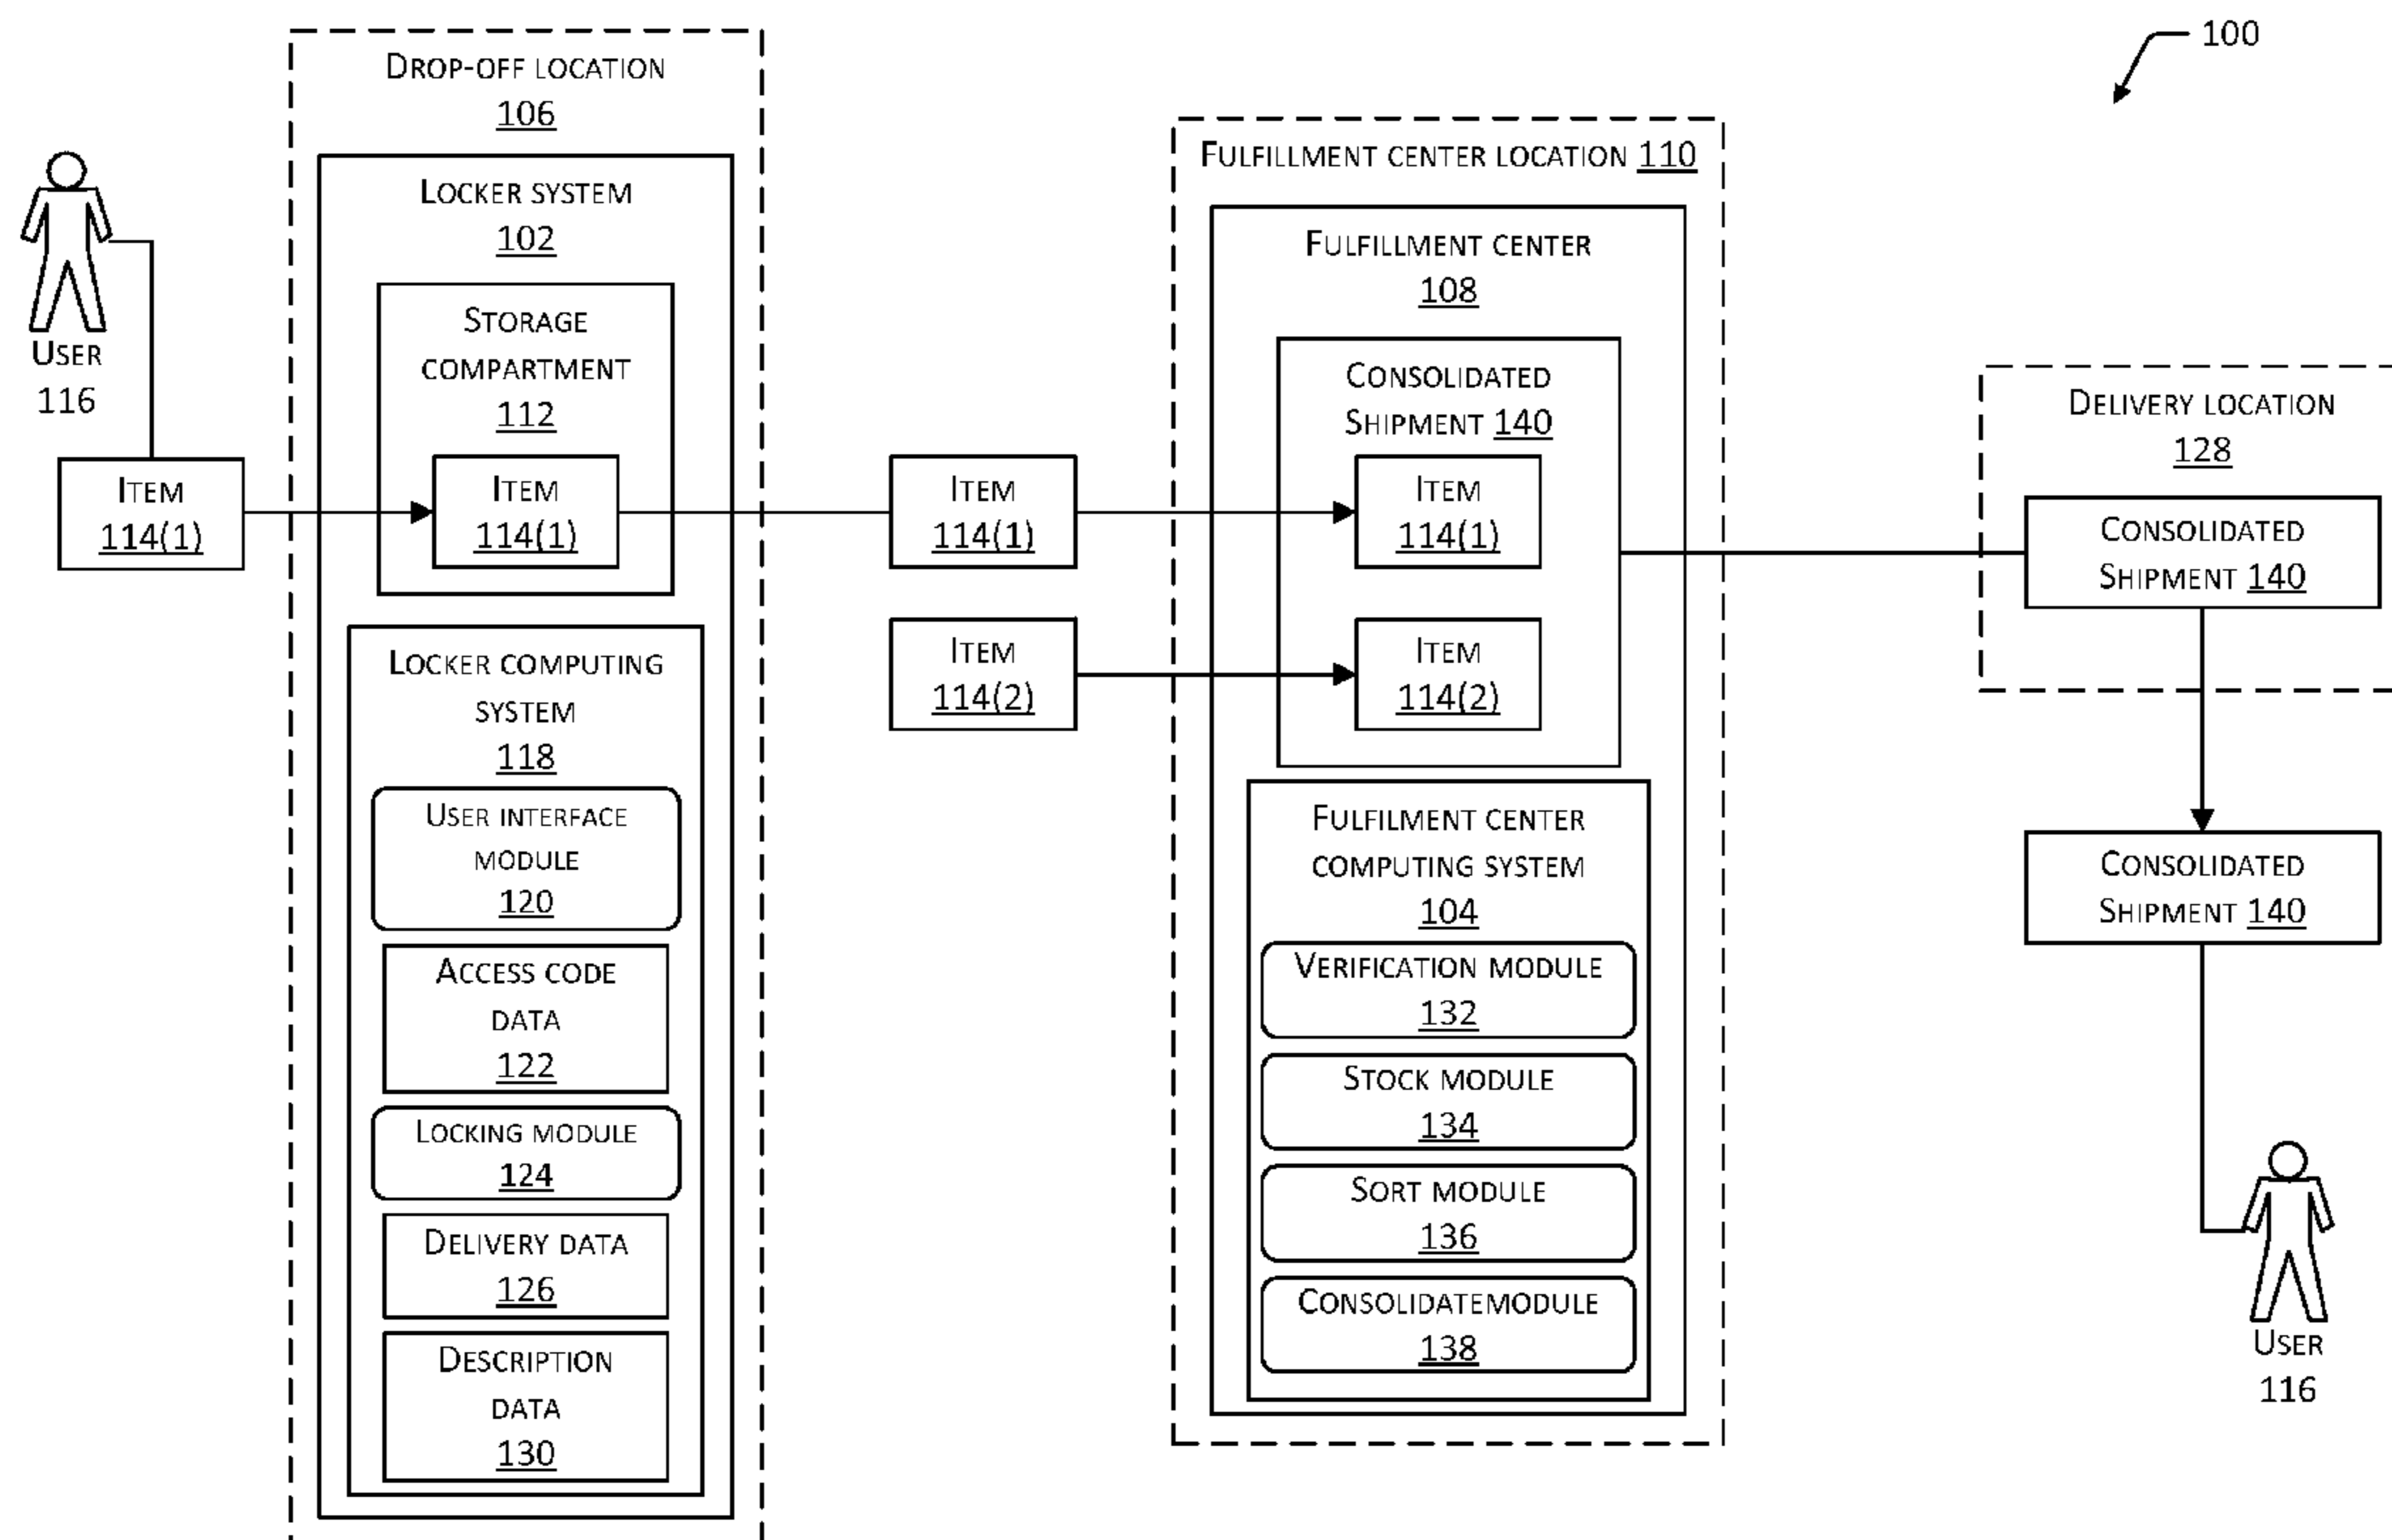 100
Drop-off location
106
Locker system
102
Storage
compartment
112
Item
114(1)
User
116
Item
114(1)
Locker computing
system
118
User interface
module
120
Access code
data
122
Locking module
124
Delivery data
126
Description
data
130
Item
114(1)
Item
114(2)
Fulfillment center location 110
Fulfillment center
108
Consolidated
Shipment 140
Item
114(1)
Item
114(2)
Fulfilment center
computing system
104
Verification module
132
Stock module
134
Sort module
136
Consolidatemodule
138
Delivery location
128
Consolidated
Shipment 140
Consolidated
Shipment 140
User
116